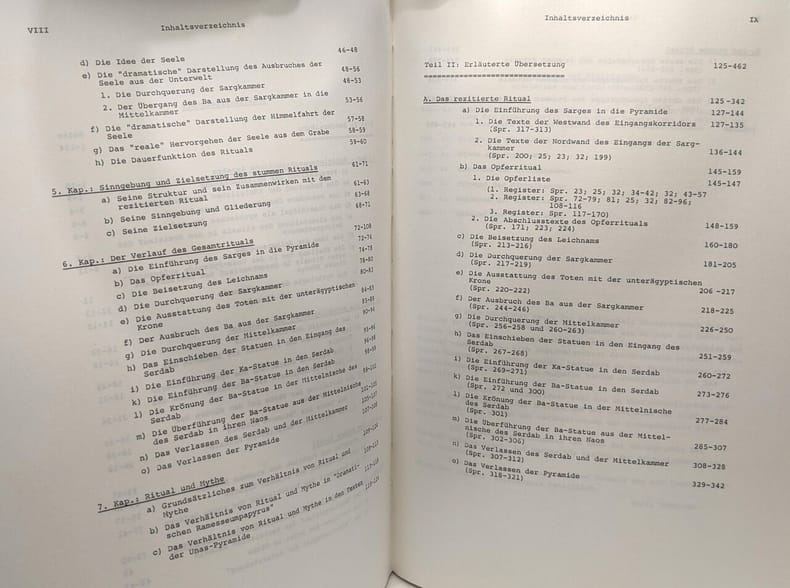 VIII
Inhaltsverzeichnis
d) Die Idee der Seele 46-48
e) Die "dramatische" Darstellung des Ausbruches der
Seele aus der Unterwelt 48-56
1. Die Durchquerung der Sargkammer 48-53
2. Der Übergang des Ba aus der Sargkammer in die
Mittelkammer 53-56
f) Die "dramatische" Darstellung der Himmelfahrt der
Seele 57-58
g) Das "reale" Hervorgehen der Seele aus dem Grabe 58-59
h) Die Dauerfunktion des Rituals 59-60
5. Kap.: Sinngebung und Zielsetzung des stummen Rituals 61-71
a) Seine Struktur und sein Zusammenwirken mit dem
rezitierten Ritual 61-63
b) Seine Sinngebung und Gliederung 63-68
c) Seine Zielsetzung 68-71
6. Kap.: Der Verlauf des Gesamtrituals 72-108
a) Die Einführung des Sarges in die Pyramide 72-74
b) Das Opferritual 74-78
c) Die Beisetzung des Leichnams 78-80
d) Die Durchquerung der Sargkammer
e) Die Ausstattung des Toten mit der unterägyptischen
Krone
f) Der Ausbruch des Ba aus der Sargkammer
g) Die Durchquerung der Mittelkammer
h) Das Einschieben der Statuen in den Eingang des
Serdab
i) Die Einführung der Ka-Statue in den Serdab
k) Die Einführung der Ba-Statue in den Serdab
l) Die Krönung der Ba-Statue in der Mittelnische des
Serdab
m) Die Überführung der Ba-Statue aus der Mittelnische
des Serdab in ihren Naos
n) Das Verlassen des Serdab und der Mittelkammer
o) Das Verlassen der Pyramide
7. Kap.: Ritual und Mythe
a) Grundsätzliches zum Verhältnis von Ritual und
Mythe
b) Das Verhältnis von Ritual und Mythe in "dramati-
schen Ramesseumpapyrus"
c) Das Verhältnis von Ritual und Mythe in den Texten
der Unas-Pyramide
Inhaltsverzeichnis
IX
Teil II: Erläuterte Übersetzung 125-462
==============================
A. Das rezitierte Ritual 125-342
a) Die Einführung des Sarges in die Pyramide 127-144
1. Die Texte der Westwand des Eingangskorridors 127-135
(Spr. 317-313)
2. Die Texte der Nordwand des Eingangs der Sarg-
kammer 136-144
(Spr. 200; 25; 23; 32; 199)
b) Das Opferritual 145-159
1. Die Opferliste 145-147
(1. Register: Spr. 23; 25; 32; 34-42; 32; 43-57
2. Register: Spr. 72-79; 81; 25; 32; 82-96;
108-116
3. Register: Spr. 117-170)
2. Die Abschlusstexte des Opferrituals 148-159
(Spr. 171; 223; 224)
c) Die Beisetzung des Leichnams 160-180
(Spr. 213-216)
d) Die Durchquerung der Sargkammer 181-205
(Spr. 217-219)
e) Die Ausstattung des Toten mit der unterägyptischen
Krone 206 -217
(Spr. 220-222)
f) Der Ausbruch des Ba aus der Sargkammer 218-225
(Spr. 244-246)
g) Die Durchquerung der Mittelkammer 226-250
(Spr. 256-258 und 260-263)
h) Das Einschieben der Statuen in den Eingang des
Serdab 251-259
(Spr. 267-268)
i) Die Einführung der Ka-Statue in den Serdab 260-272
(Spr. 269-271)
k) Die Einführung der Ba-Statue in den Serdab 273-276
(Spr. 272 und 300)
l) Die Krönung der Ba-Statue in der Mittelnische
des Serdab 277-284
(Spr. 301)
m) Die Überführung der Ba-Statue aus der Mittel-
nische des Serdab in ihren Naos 285-307
(Spr. 302-306)
n) Das Verlassen des Serdab und der Mittelkammer 308-328
(Spr. 307-312)
o) Das Verlassen der Pyramide 329-342
(Spr. 318-321)